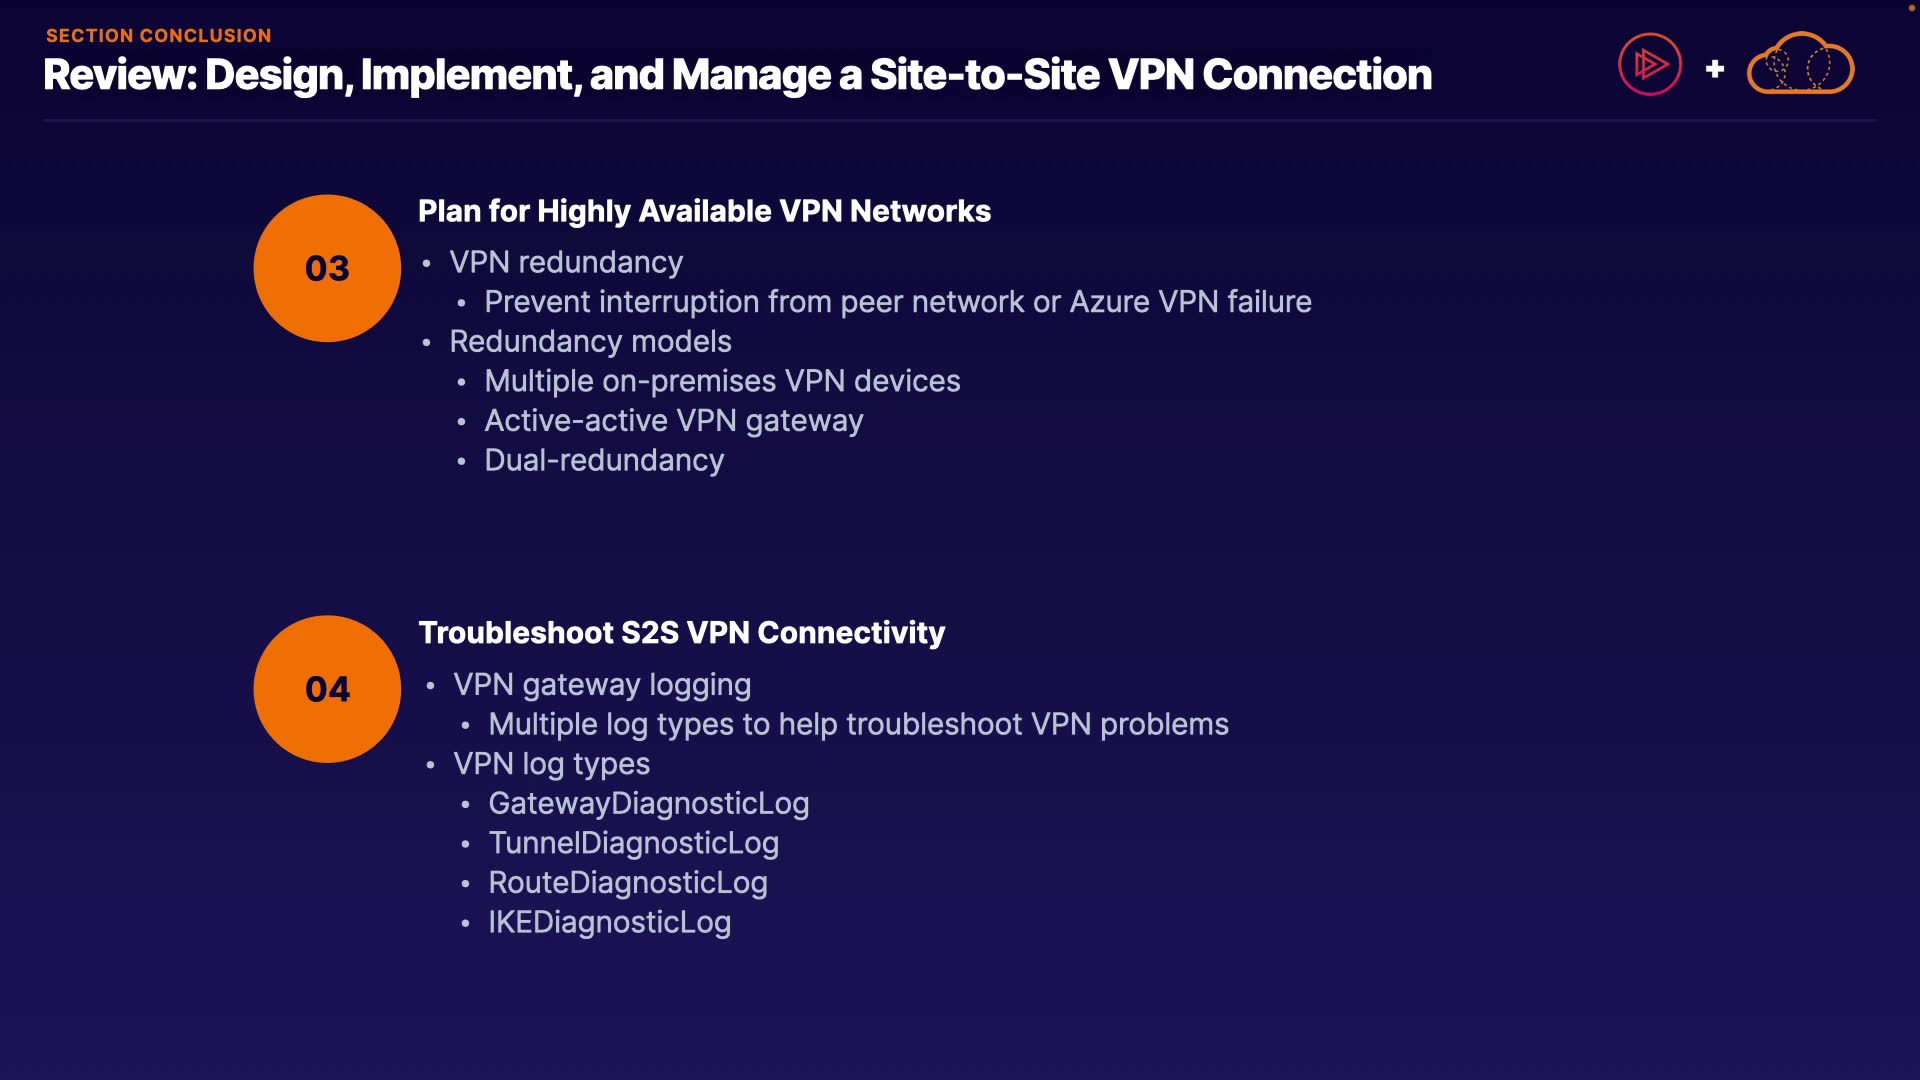 SECTION CONCLUSION
Review: Design, Implement, and Manage a Site-to-Site VPN Connection
+
03
Plan for Highly Available VPN Networks
• VPN redundancy
• Prevent interruption from peer network or Azure VPN failure
• Redundancy models
• Multiple on-premises VPN devices
• Active-active VPN gateway
• Dual-redundancy
04
Troubleshoot S2S VPN Connectivity
• VPN gateway logging
• Multiple log types to help troubleshoot VPN problems
• VPN log types
• GatewayDiagnosticLog
• TunnelDiagnosticLog
• RouteDiagnosticLog
• IKEDiagnosticLog